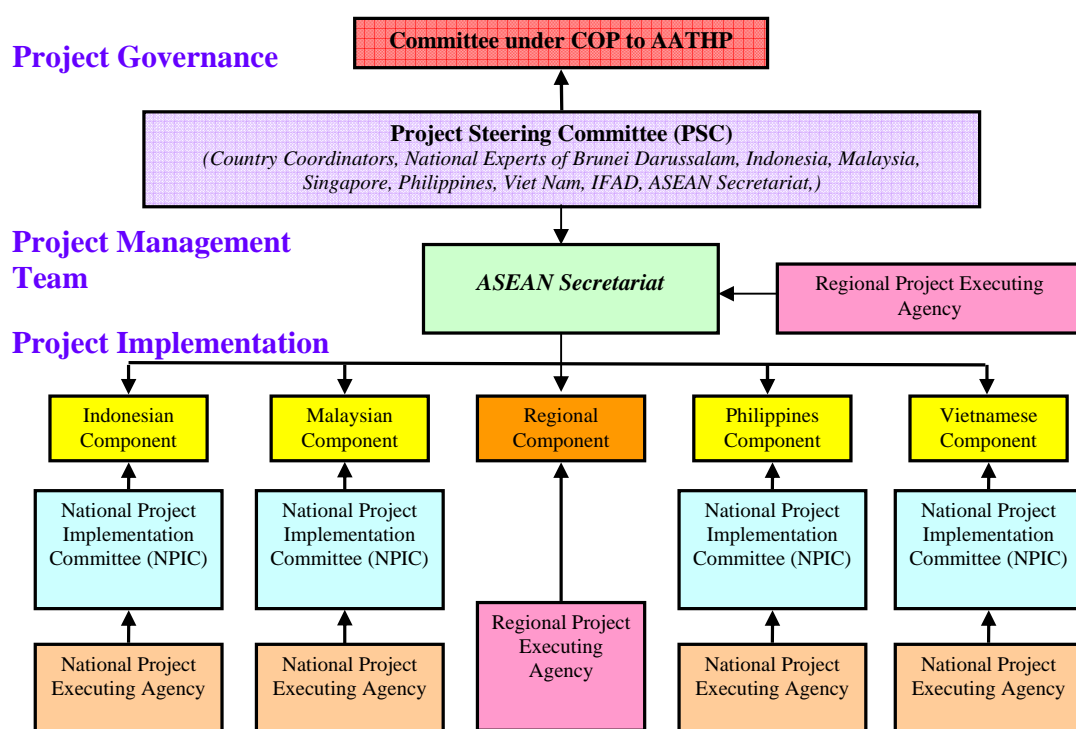 Project Governance
Committee under COP to AATHP
Project Steering Committee (PSC)
(Country Coordinators, National Experts of Brunei Darussalam, Indonesia, Malaysia,
Singapore, Philippines, Viet Nam, IFAD, ASEAN Secretariat,)
Project Management
Team
ASEAN Secretariat
Regional Project Executing
Agency
Project Implementation
Indonesian
Component
Malaysian
Component
Regional
Component
Philippines
Component
Vietnamese
Component
National Project
Implementation
Committee (NPIC)
National Project
Implementation
Committee (NPIC)
National Project
Implementation
Committee (NPIC)
National Project
Implementation
Committee (NPIC)
Regional Project
Executing
Agency
National Project
Executing Agency
National Project
Executing Agency
National Project
Executing Agency
National Project
Executing Agency